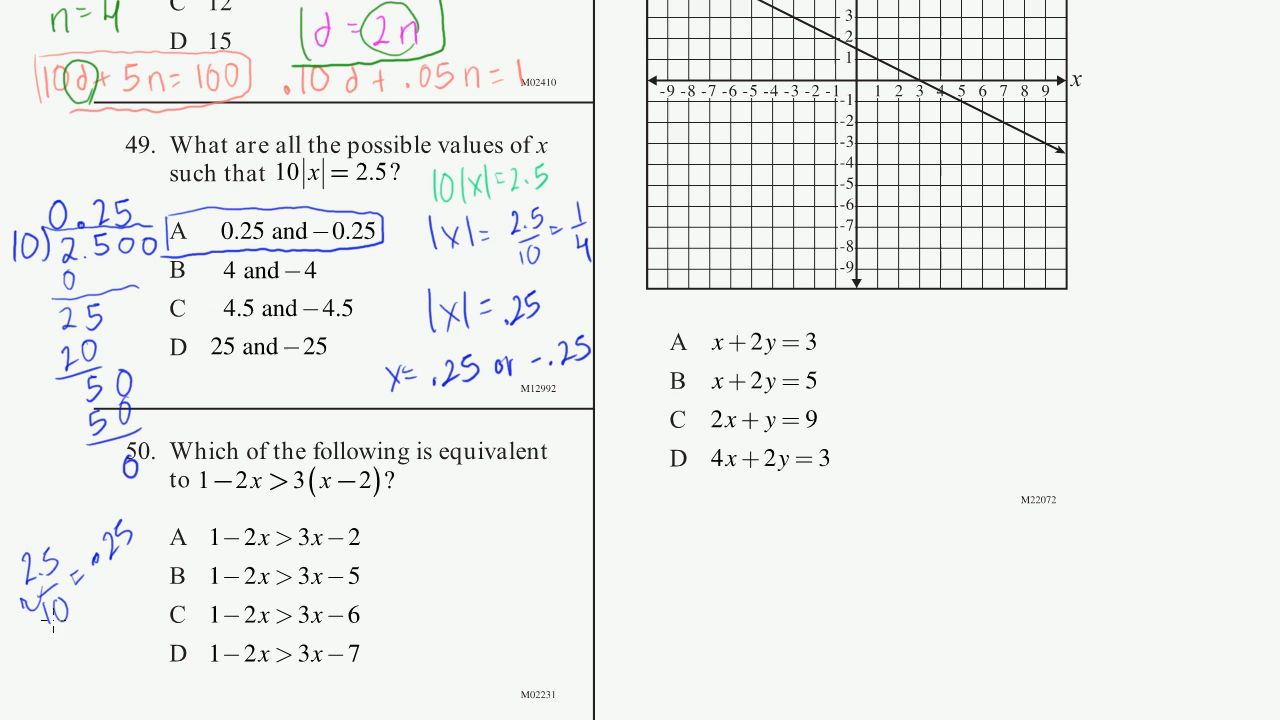 n = 4
C 12
D 15
d = 2n
10d + 5n = 100
.10d + .05n = 1
M02410
49. What are all the possible values of x
such that 10|x| = 2.5?
10|x| = 2.5
0.25
10)2.500
0
25
20
50
50
0
A 0.25 and −0.25
B 4 and −4
C 4.5 and −4.5
D 25 and −25
|x| = 2.5/10 = 1/4
|x| = .25
x = .25 or -.25
M12992
50. Which of the following is equivalent
to 1−2x > 3(x−2)?
A 1−2x > 3x−2
B 1−2x > 3x−5
C 1−2x > 3x−6
D 1−2x > 3x−7
2.5/10 = .25
M02231
3
2
1
-9 -8 -7 -6 -5 -4 -3 -2 -1 1 2 3 4 5 6 7 8 9 x
-1
-2
-3
-4
-5
-6
-7
-8
-9
A x+2y=3
B x+2y=5
C 2x+y=9
D 4x+2y=3
M22072